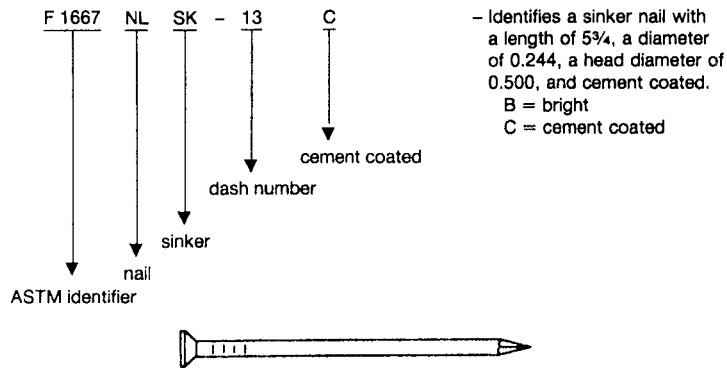 F 1667 NL SK – 13 C
– Identifies a sinker nail with
a length of 5¾, a diameter
of 0.244, a head diameter of
0.500, and cement coated.
B = bright
C = cement coated
cement coated
dash number
sinker
nail
ASTM identifier